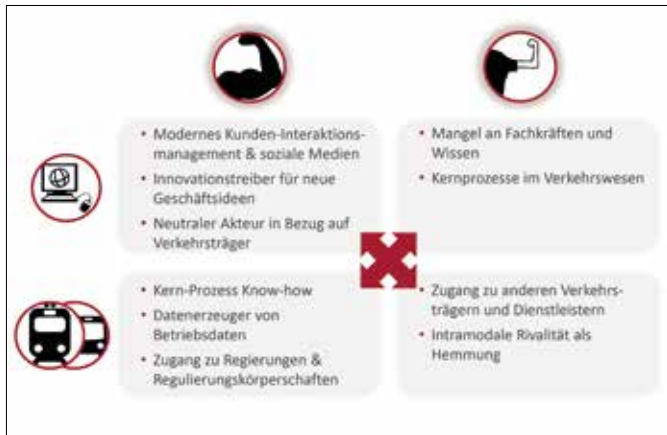 • Modernes Kunden-Interaktions-
management & soziale Medien
• Innovationstreiber für neue
Geschäftsideen
• Neutraler Akteur in Bezug auf
Verkehrsträger
• Mangel an Fachkräften und
Wissen
• Kernprozesse im Verkehrswesen
• Kern-Prozess Know-how
• Datenerzeuger von
Betriebsdaten
• Zugang zu Regierungen &
Regulierungskörperschaften
• Zugang zu anderen Verkehrs-
trägern und Dienstleistern
• Intramodale Rivalität als
Hemmung